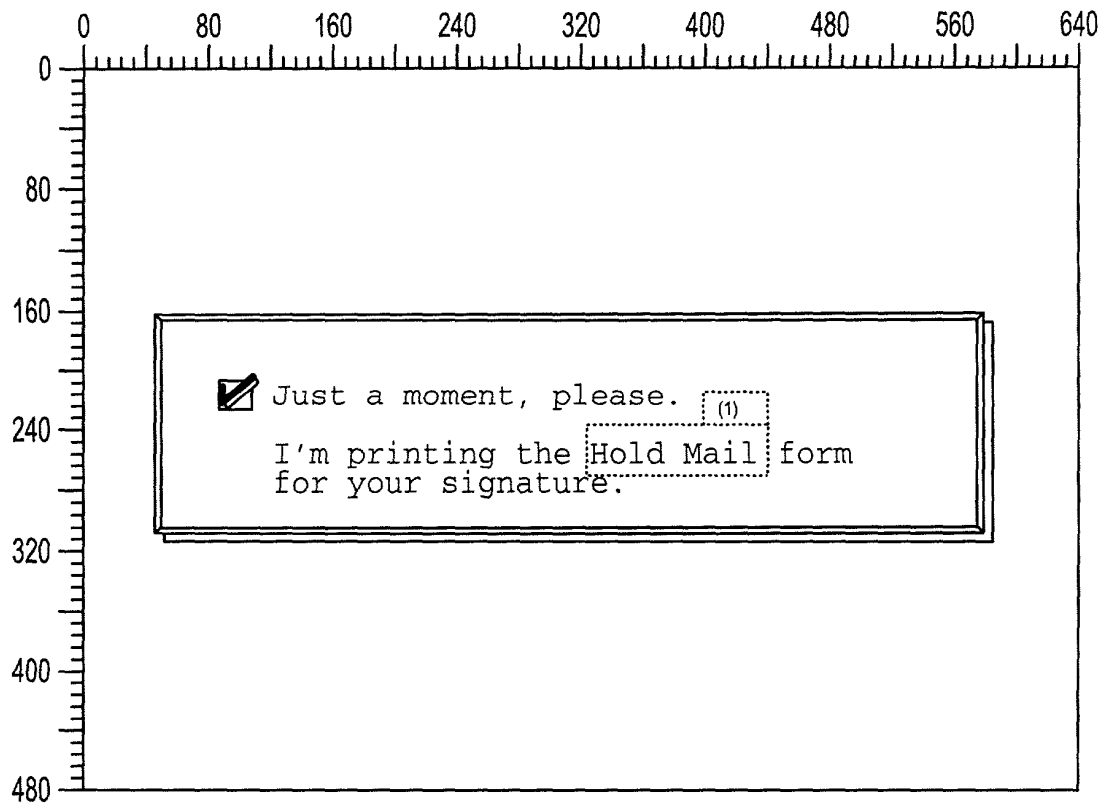 0 80 160 240 320 400 480 560 640
0
80
160
240
320
400
480
Just a moment, please.
(1)
I'm printing the Hold Mail form
for your signature.